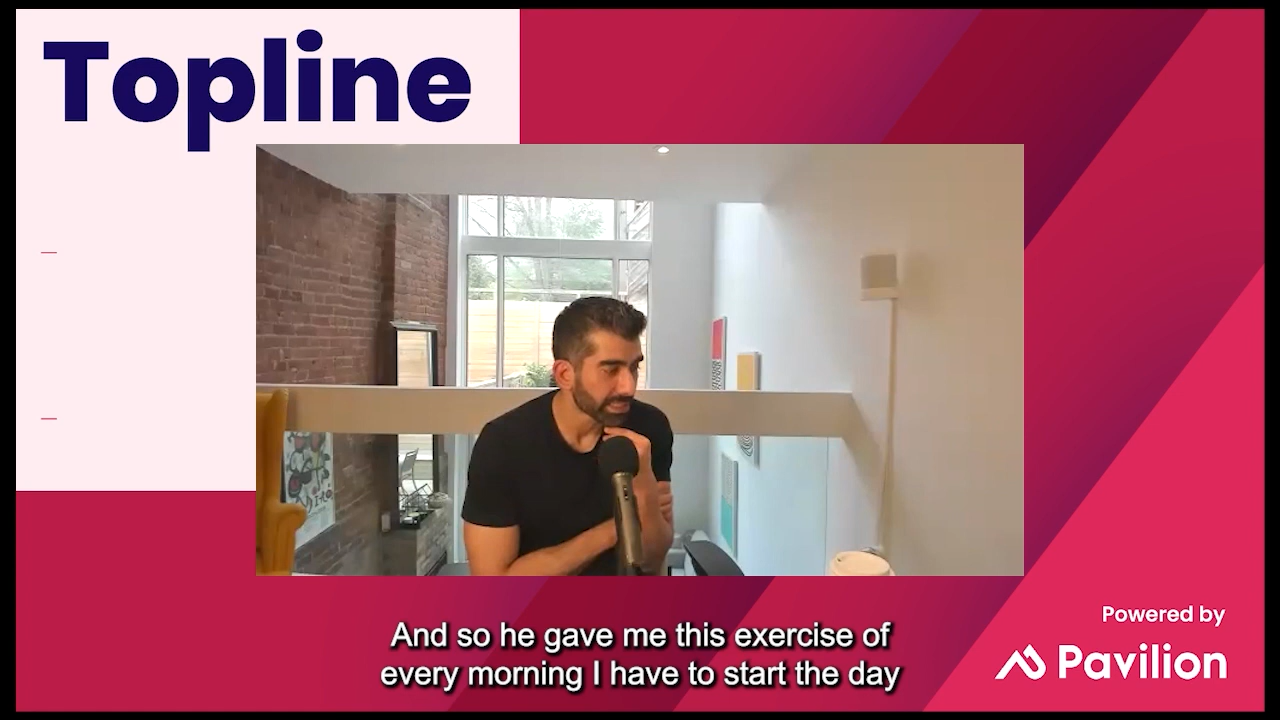 Topline
And so he gave me this exercise of
every morning I have to start the day
Powered by
Pavilion